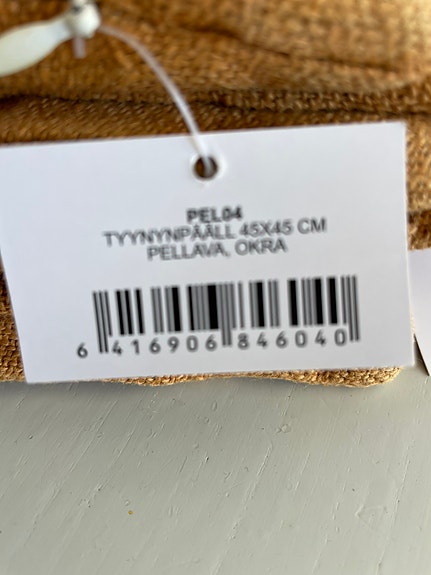 PEL04
TYYNYNPÄÄLL 45X45 CM
PELLAVA, OKRA
6 416906 846040